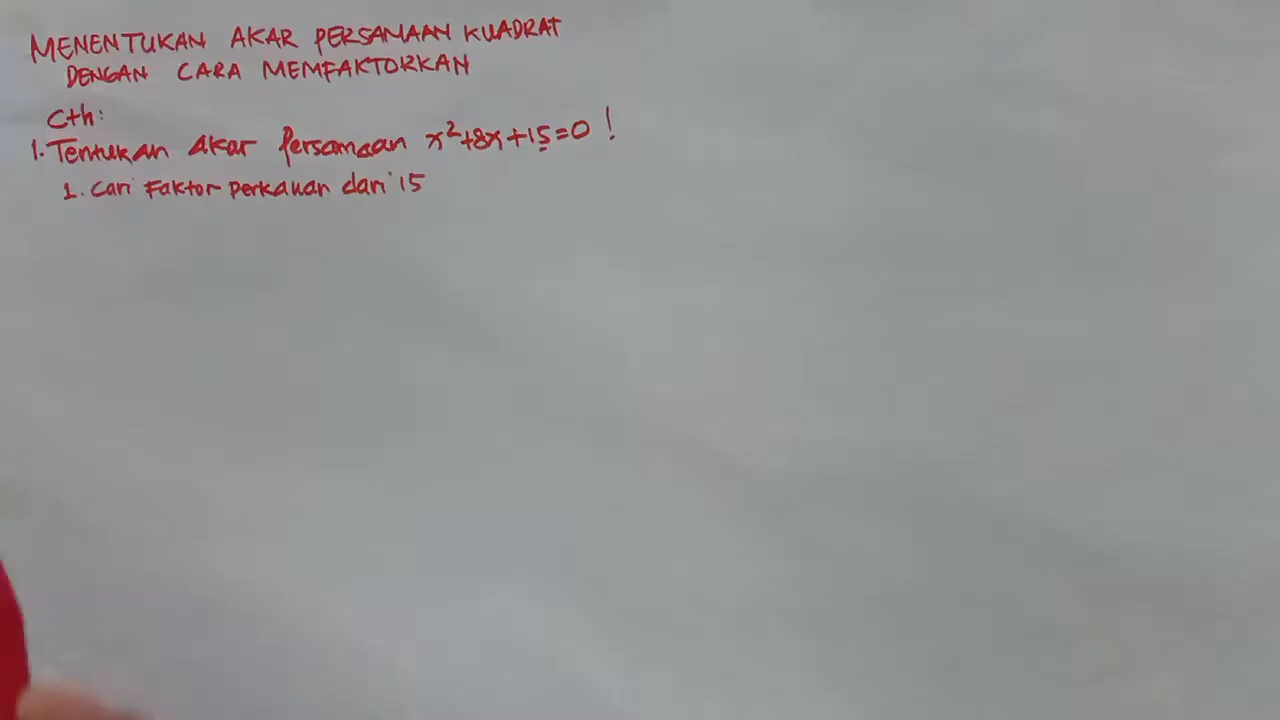 MENENTUKAN AKAR PERSAMAAN KUADRAT
DENGAN CARA MEMFAKTORKAN
Cth:
1. Tentukan Akar Persamaan x²+8x+15=0 !
1. Cari Faktor Perkalian dari 15